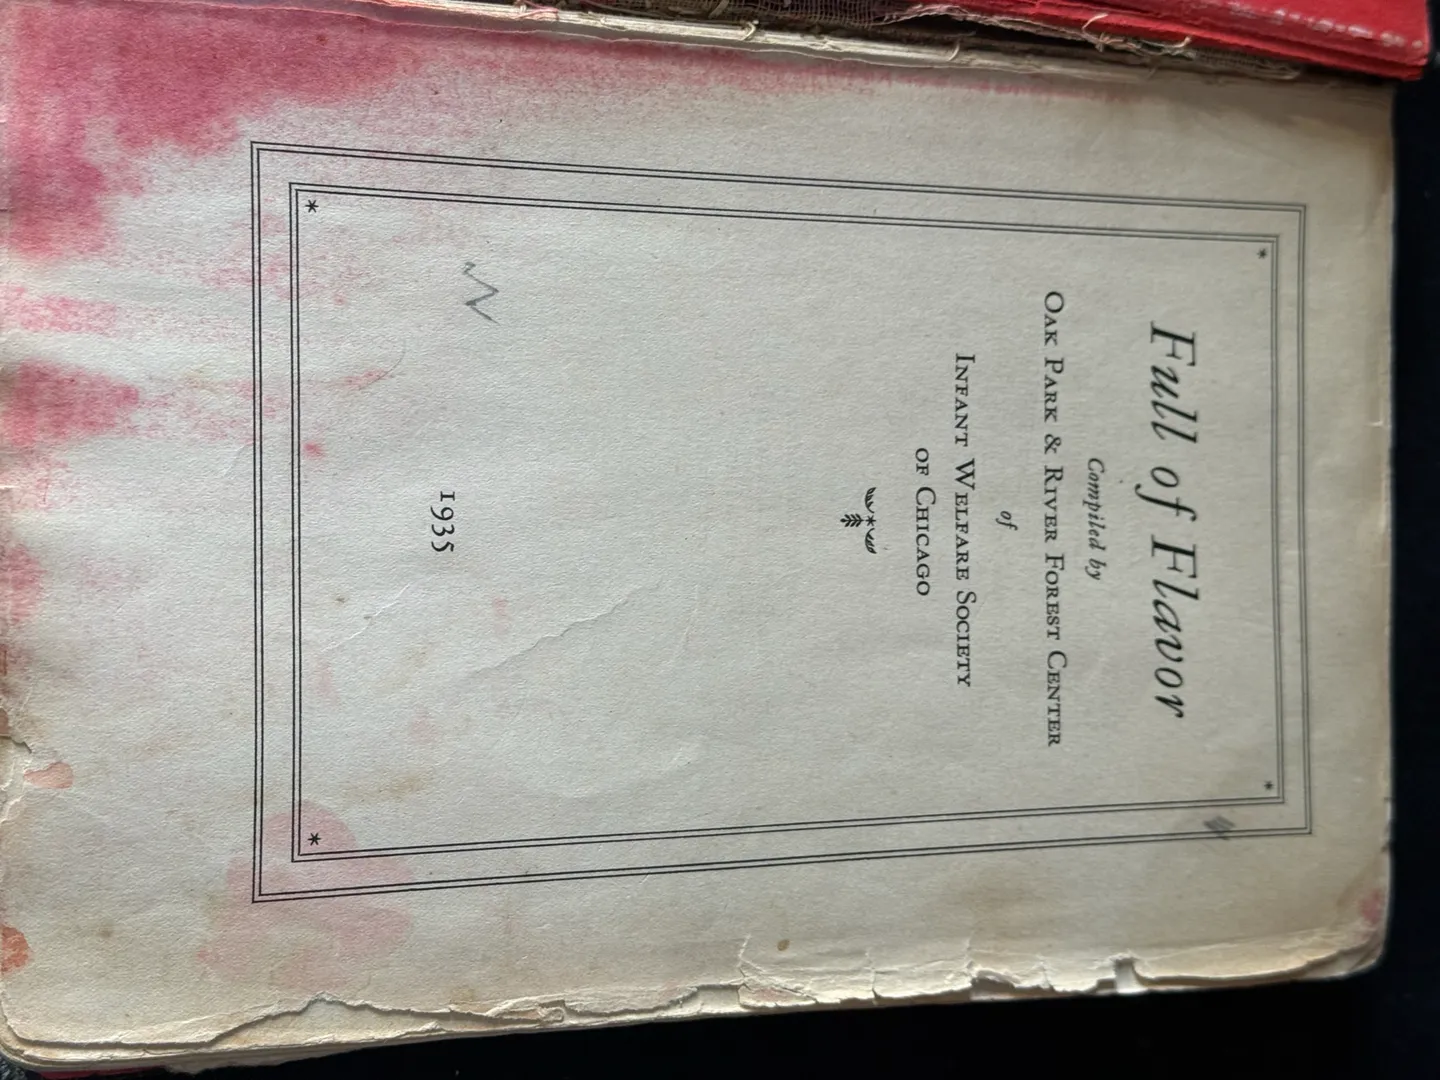 Full of Flavor
Compiled by
OAK PARK & RIVER FOREST CENTER
of
INFANT WELFARE SOCIETY
OF CHICAGO
1935